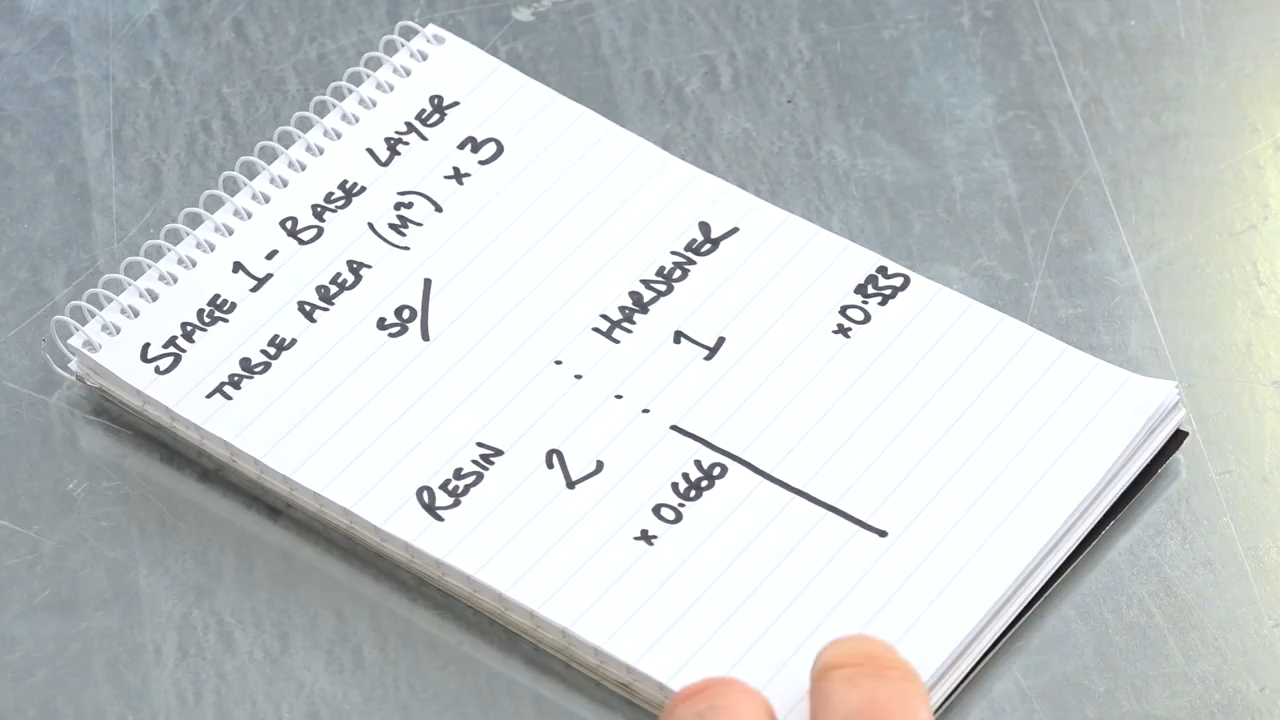 STAGE 1 - BASE LAYER
TABLE AREA (M²) × 3
SO/
RESIN : HARDENER
2 : 1
× 0.666 × 0.333